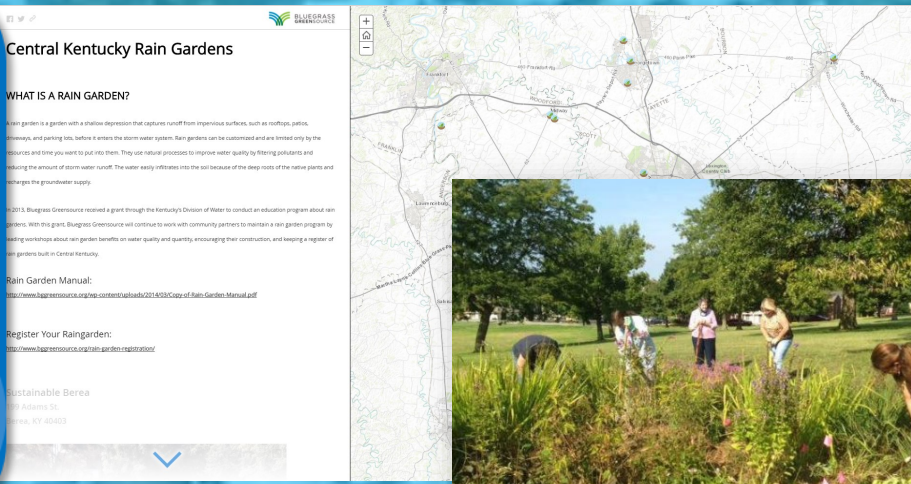 BLUEGRASS
GREENSOURCE
Central Kentucky Rain Gardens
WHAT IS A RAIN GARDEN?
A rain garden is a garden with a shallow depression that captures runoff from impervious surfaces, such as rooftops, patios,
driveways, and parking lots, before it enters the storm water system. Rain gardens can be customized and are limited only by the
resources and time you want to put into them. They use natural processes to improve water quality by filtering pollutants and
reducing the amount of storm water runoff. The water easily infiltrates into the soil because of the deep roots of the native plants and
recharges the groundwater supply.
In 2013, Bluegrass Greensource received a grant through the Kentucky's Division of Water to conduct an education program about rain
gardens. With this grant, Bluegrass Greensource will continue to work with community partners to maintain a rain garden program by
leading workshops about rain garden benefits on water quality and quantity, encouraging their construction, and keeping a register of
rain gardens built in Central Kentucky.
Rain Garden Manual:
http://www.bggreensource.org/wp-content/uploads/2014/03/Copy-of-Rain-Garden-Manual.pdf
Register Your Raingarden:
http://www.bggreensource.org/rain-garden-registration/
Sustainable Berea
Adams St.
Berea, KY 40403
Frankfort
WOODFORD
Midway
FAYETTE
SCOTT
FRANKLIN
Paris
Lawrenceburg